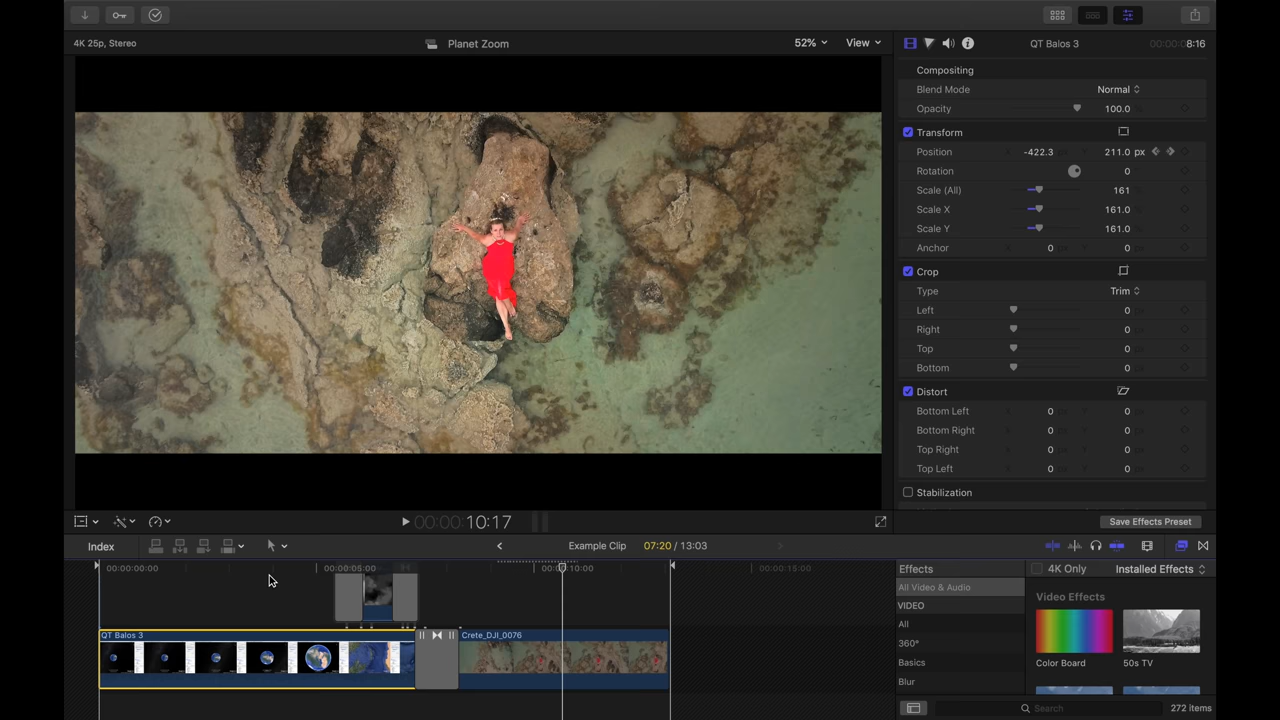 4K 25p, Stereo
Planet Zoom
52%
View
QT Balos 3
00:00:08:16
Compositing
Blend Mode
Normal
Opacity
100.0
Transform
Position
X
-422.3
Y
211.0 px
Rotation
0
Scale (All)
161
Scale X
161.0
Scale Y
161.0
Anchor
0
0
Crop
Type
Trim
Left
0
Right
0
Top
0
Bottom
0
Distort
Bottom Left
0
0
Bottom Right
0
0
Top Right
0
0
Top Left
0
0
Stabilization
Save Effects Preset
00:00:10:17
Index
Example Clip
07:20 / 13:03
00:00:00:00
00:00:05:00
00:00:10:00
00:00:15:00
QT Balos 3
Crete_DJI_0076
Effects
4K Only
Installed Effects
All Video & Audio
VIDEO
All
360°
Basics
Blur
Video Effects
Color Board
50s TV
Search
272 items